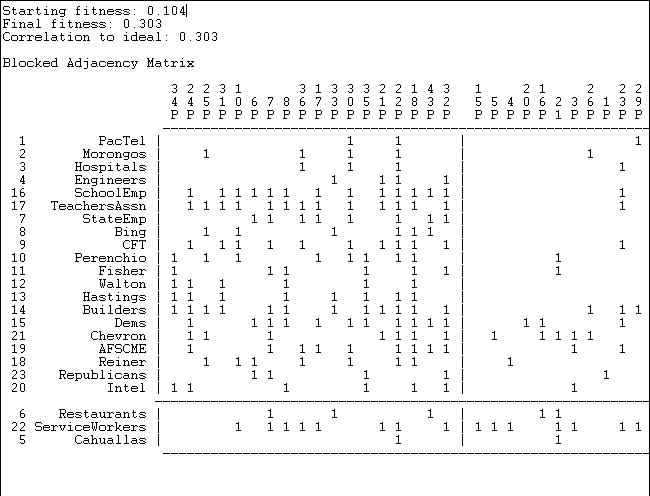 Starting fitness: 0.104
Final fitness: 0.303
Correlation to ideal: 0.303
Blocked Adjacency Matrix
3 2 2 3 1 3 1 3 3 3 1 2 1 4 3 1 2 1 2 2 2 2
4 4 5 1 0 6 7 8 6 7 3 0 5 1 2 8 3 2 5 5 4 0 6 1 3 6 1 3 9
P P P P P P P P P P P P P P P P P P P P P P P P P P P P P
1 PacTel | 1 1 | 1
2 Morongos | 1 1 1 1 | 1
3 Hospitals | 1 1 1 | 1
4 Engineers | 1 1 1 1 |
16 SchoolEmp | 1 1 1 1 1 1 1 1 1 1 1 1 1 | 1
17 TeachersAssn | 1 1 1 1 1 1 1 1 1 1 1 1 1 1 | 1
7 StateEmp | 1 1 1 1 1 1 1 1 |
8 Bing | 1 1 1 1 1 1 |
9 CFT | 1 1 1 1 1 1 1 1 1 1 | 1
10 Perenchio | 1 1 1 1 1 1 1 1 | 1
11 Fisher | 1 1 1 1 1 1 | 1
12 Walton | 1 1 1 1 1 1 |
13 Hastings | 1 1 1 1 1 1 1 1 |
14 Builders | 1 1 1 1 1 1 1 1 1 1 1 1 1 | 1 1 1
15 Dems | 1 1 1 1 1 1 1 1 1 1 1 1 | 1 1 1
21 Chevron | 1 1 1 1 1 1 1 | 1 1 1 1 1
19 AFSCME | 1 1 1 1 1 1 1 1 1 1 | 1 1
18 Reiner | 1 1 1 1 1 1 1 | 1
23 Republicans | 1 1 1 1 | 1
20 Intel | 1 1 1 1 1 1 | 1
6 Restaurants | 1 1 1 | 1 1
22 ServiceWorkers | 1 1 1 1 1 1 1 1 1 | 1 1 1 1 1 1 1
5 Cahuallas | 1 | 1